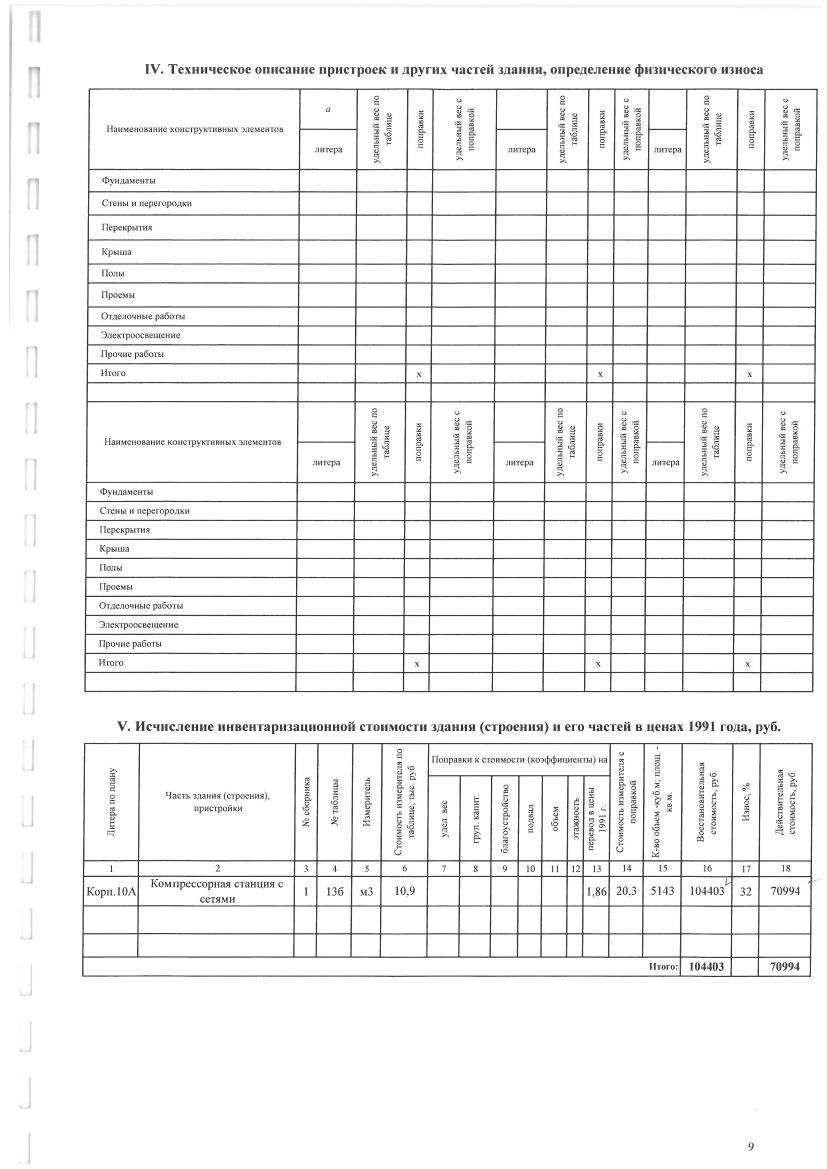 IV. Техническое описание пристроек и других частей здания, определение физического износа
Наименование конструктивных элементов
а
литера
удельный вес по таблице
поправки
удельный вес с поправкой
литера
удельный вес по таблице
поправки
удельный вес с поправкой
литера
удельный вес по таблице
поправки
удельный вес с поправкой
Фундаменты
Стены и перегородки
Перекрытия
Крыша
Полы
Проемы
Отделочные работы
Электроосвещение
Прочие работы
Итого х х х
Наименование конструктивных элементов
литера
удельный вес по таблице
поправки
удельный вес с поправкой
литера
удельный вес по таблице
поправки
удельный вес с поправкой
литера
удельный вес по таблице
поправки
удельный вес с поправкой
Фундаменты
Стены и перегородки
Перекрытия
Крыша
Полы
Проемы
Отделочные работы
Электроосвещение
Прочие работы
Итого х х х
V. Исчисление инвентаризационной стоимости здания (строения) и его частей в ценах 1991 года, руб.
Литера по плану
Часть здания (строения),
пристройки
№ сборника
№ таблицы
Измеритель
Стоимость измерителя по таблице, тыс. руб
Поправки к стоимости (коэффициенты) на
удел. вес
груп. капит.
благоустройство
подвал
объем
этажность
перевод в цены 1991 г.
Стоимость измерителя с поправкой
К-во объем -куб.м; площ. - кв.м.
Восстановительная стоимость, руб.
Износ, %
Действительная стоимость, руб.
1 2 3 4 5 6 7 8 9 10 11 12 13 14 15 16 17 18
Корп.10А Компрессорная станция с сетями 1 13б м3 10,9 1,86 20,3 5143 104403 32 70994
Итого: 104403 70994
9